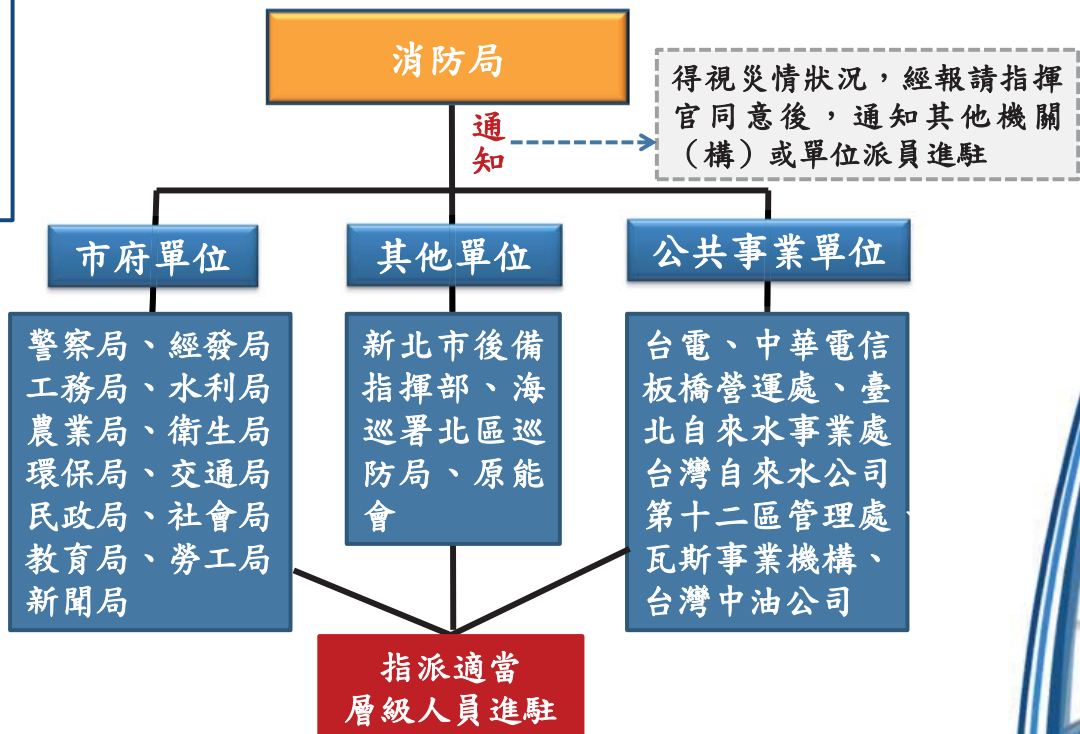 消防局
通
知
得視災情狀況，經報請指揮
官同意後，通知其他機關
（構）或單位派員進駐
市府單位
其他單位
公共事業單位
警察局、經發局
工務局、水利局
農業局、衛生局
環保局、交通局
民政局、社會局
教育局、勞工局
新聞局
新北市後備
指揮部、海
巡署北區巡
防局、原能
會
台電、中華電信
板橋營運處、臺
北自來水事業處
台灣自來水公司
第十二區管理處、
瓦斯事業機構、
台灣中油公司
指派適當
層級人員進駐